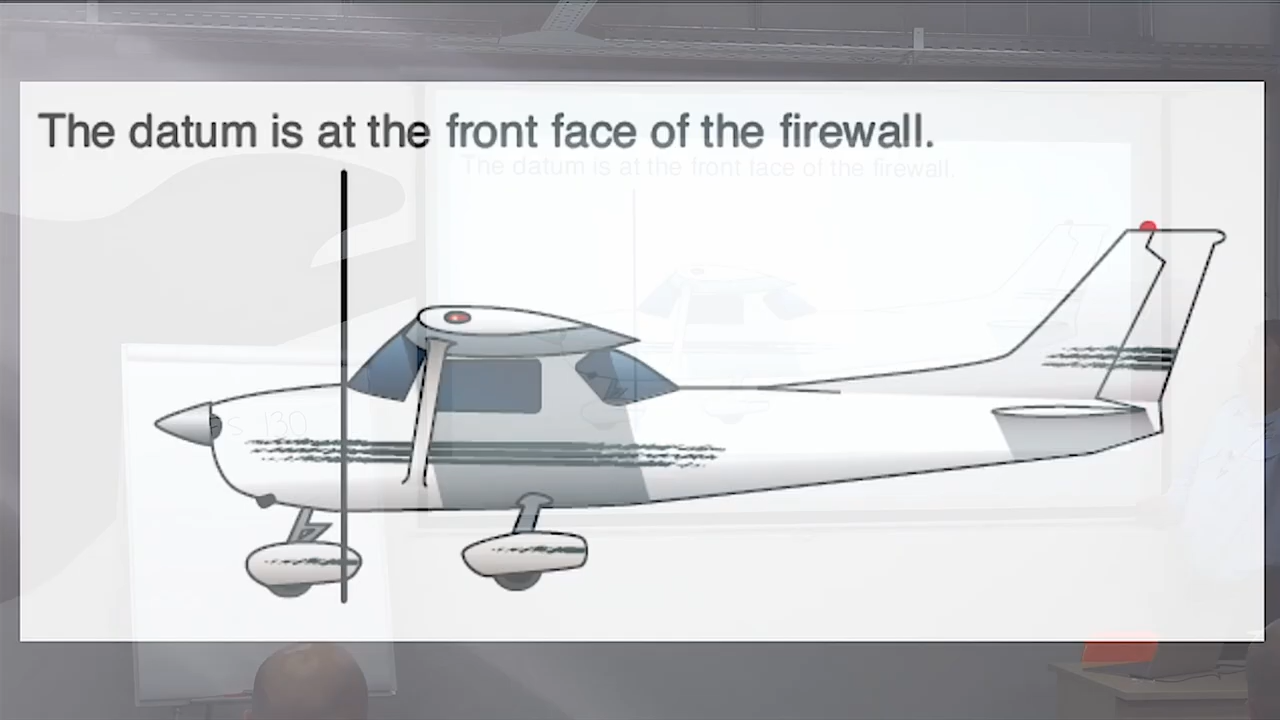 The datum is at the front face of the firewall.
The datum is at the front face of the firewall.
S 130